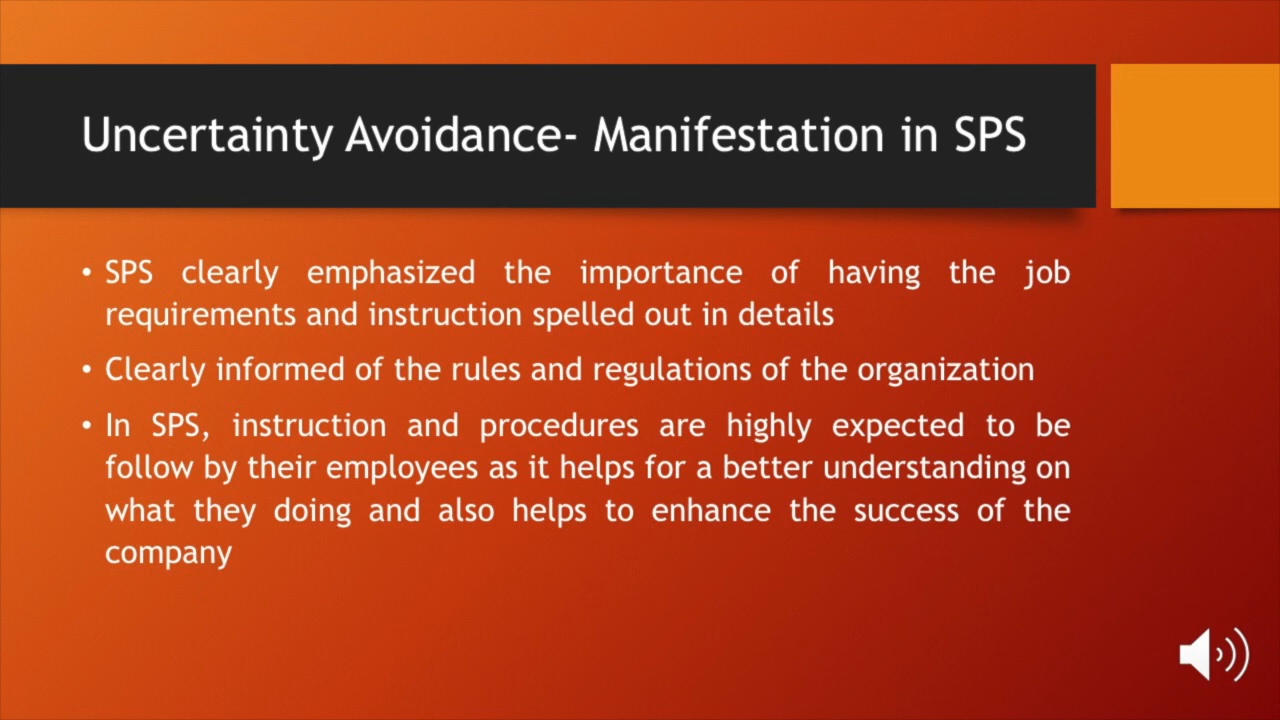 Uncertainty Avoidance- Manifestation in SPS
• SPS clearly emphasized the importance of having the job
requirements and instruction spelled out in details
• Clearly informed of the rules and regulations of the organization
• In SPS, instruction and procedures are highly expected to be
follow by their employees as it helps for a better understanding on
what they doing and also helps to enhance the success of the
company